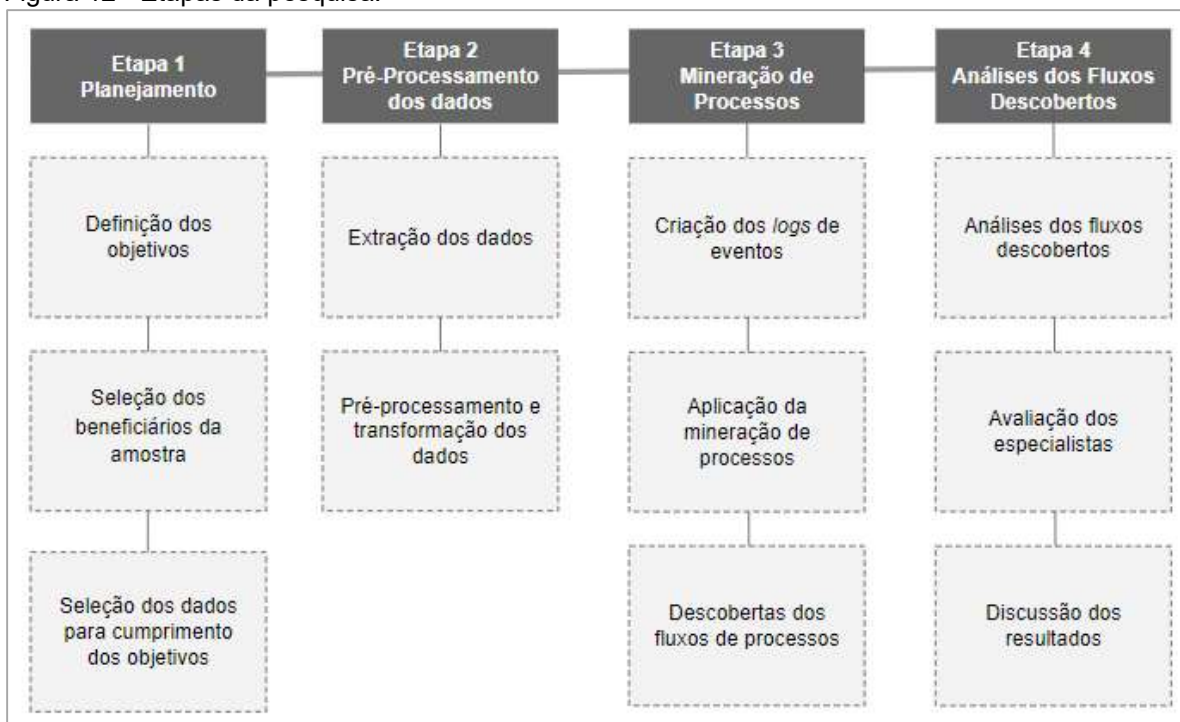 Figura 12 - Etapas da pesquisa.
Etapa 1
Planejamento
Definição dos
objetivos
Seleção dos
beneficiários da
amostra
Seleção dos dados
para cumprimento
dos objetivos
Etapa 2
Pré-Processamento
dos dados
Extração dos dados
Pré-processamento e
transformação dos
dados
Etapa 3
Mineração de
Processos
Criação dos logs de
eventos
Aplicação da
mineração de
processos
Descobertas dos
fluxos de processos
Etapa 4
Análises dos Fluxos
Descobertos
Análises dos fluxos
descobertos
Avaliação dos
especialistas
Discussão dos
resultados